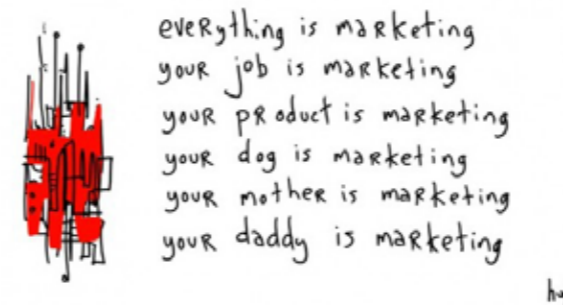 everything is marketing
your job is marketing
your product is marketing
your dog is marketing
your mother is marketing
your daddy is marketing